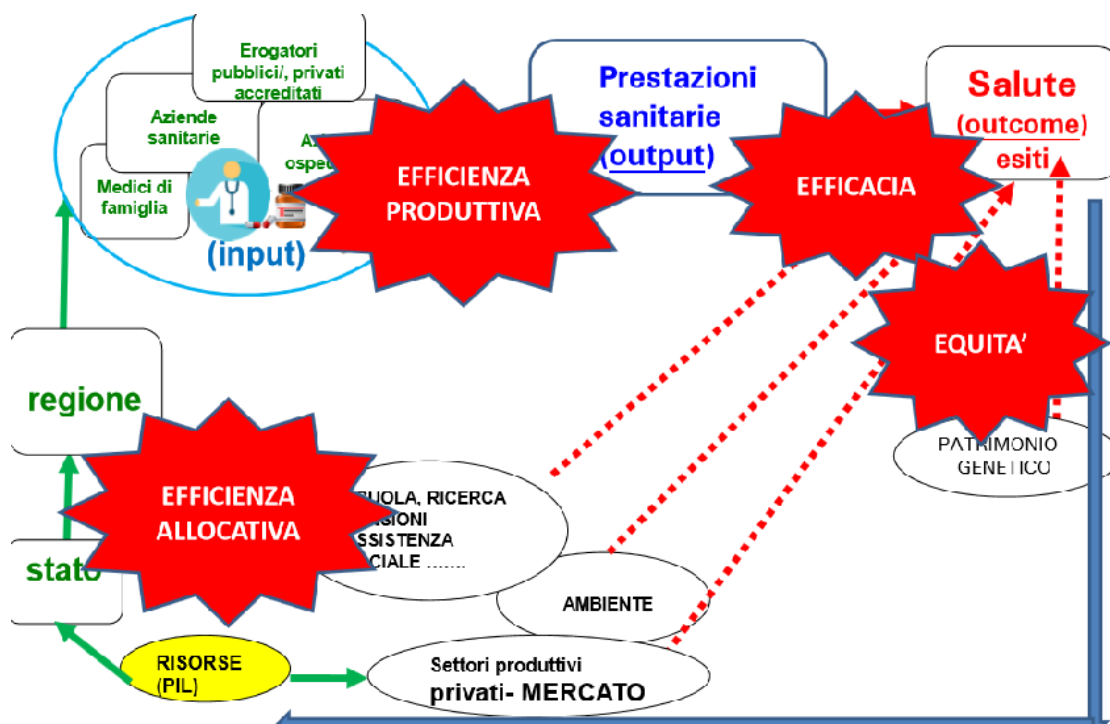 Erogatori
pubblici/, privati
accreditati
Aziende
sanitarie
Medici di
famiglia
(input)
EFFICIENZA
PRODUTTIVA
Prestazioni
sanitarie
(output)
EFFICACIA
Salute
(outcome)
esiti
EQUITA’
PATRIMONIO
GENETICO
regione
stato
EFFICIENZA
ALLOCATIVA
RICERCA
.......
AMBIENTE
RISORSE
(PIL)
Settori produttivi
privati- MERCATO